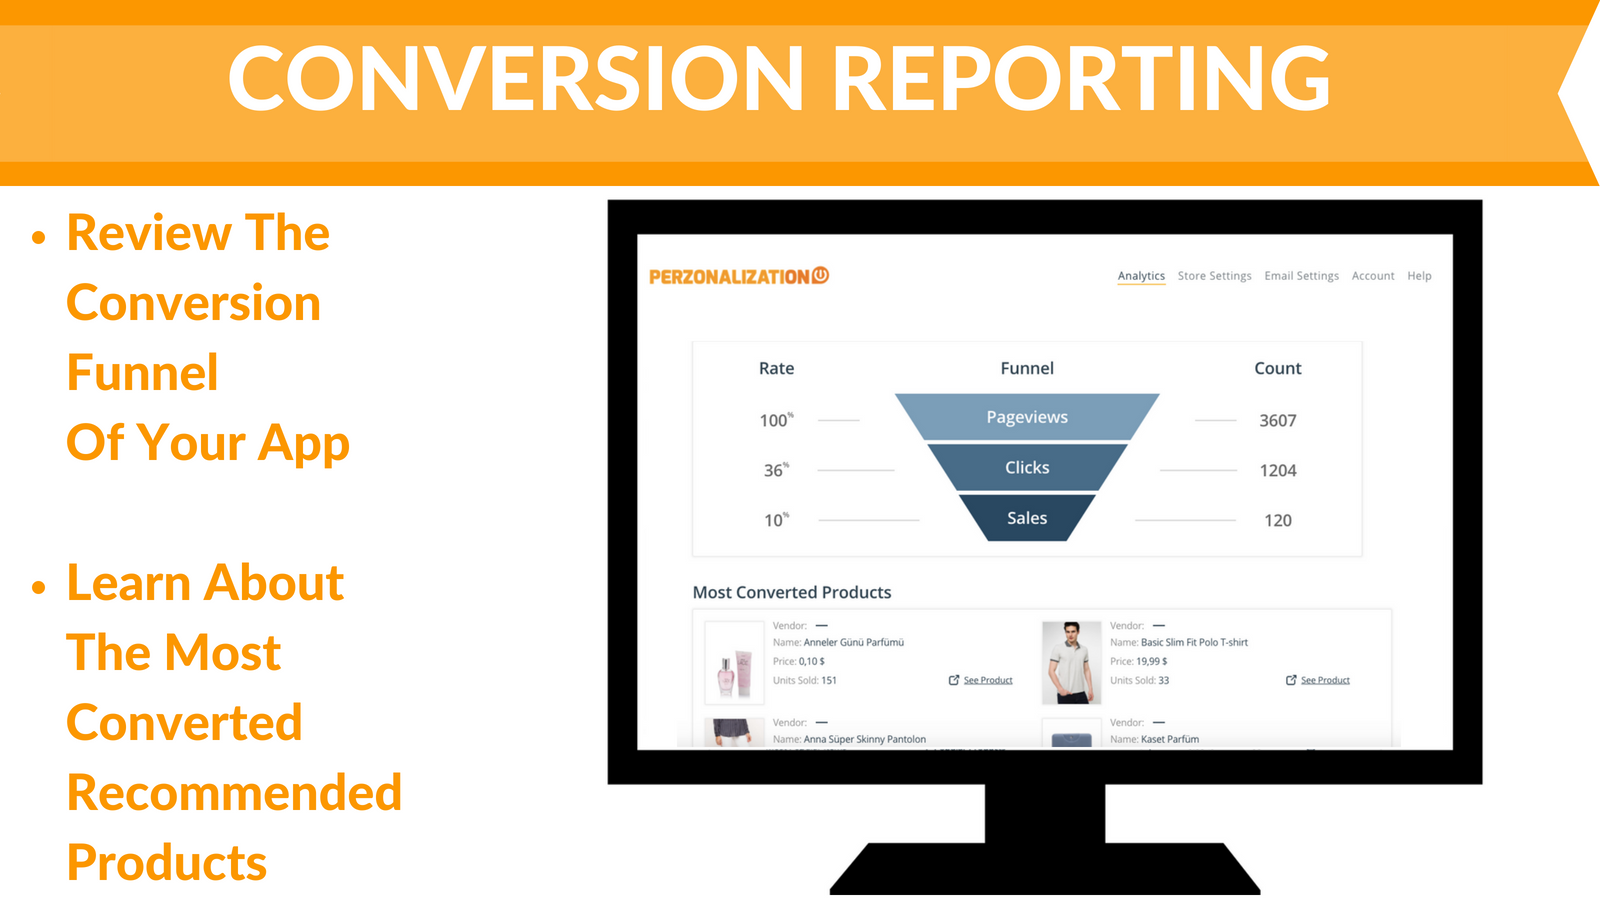 CONVERSION REPORTING
• Review The
Conversion
Funnel
Of Your App
• Learn About
The Most
Converted
Recommended
Products
PERZONALIZATION
Analytics Store Settings Email Settings Account Help
Rate Funnel Count
100% Pageviews 3607
36% Clicks 1204
10% Sales 120
Most Converted Products
Vendor: —
Name: Anneler Günü Parfümü
Price: 0,10 $
Units Sold: 151 See Product
Vendor: —
Name: Basic Slim Fit Polo T-shirt
Price: 19,99 $
Units Sold: 33 See Product
Vendor: —
Name: Anna Süper Skinny Pantolon
Vendor: —
Name: Kaset Parfüm